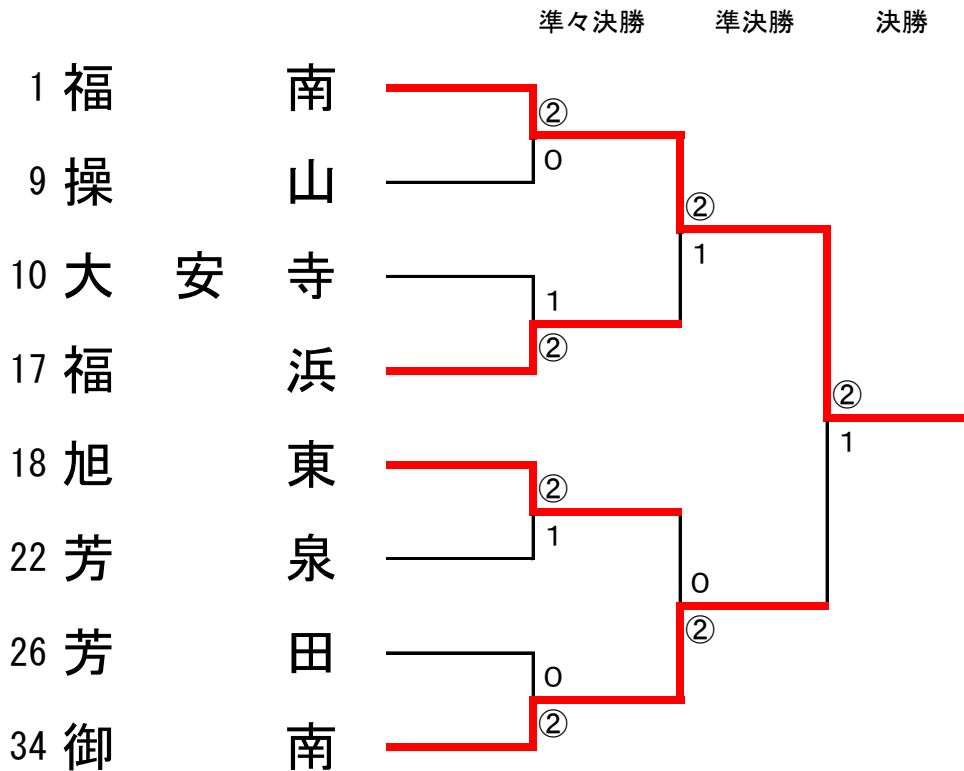 準々決勝 準決勝 決勝
1 福南
②
0
9 操山
②
1
10 大安寺
1
②
17 福浜
②
1
18 旭東
②
1
22 芳泉
0
②
26 芳田
0
②
34 御南